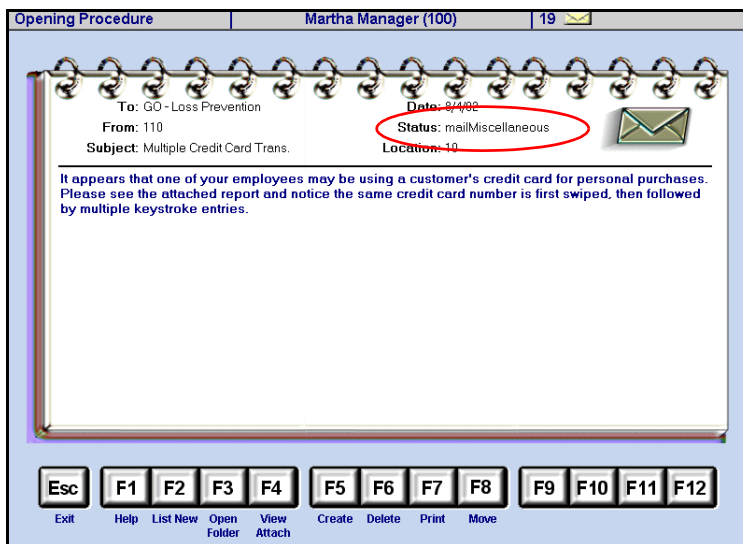 Opening Procedure Martha Manager (100) 19
To: GO - Loss Prevention Date: 8/4/02
From: 110 Status: mailMiscellaneous
Subject: Multiple Credit Card Trans. Location: 10
It appears that one of your employees may be using a customer's credit card for personal purchases.
Please see the attached report and notice the same credit card number is first swiped, then followed
by multiple keystroke entries.
Esc F1 F2 F3 F4 F5 F6 F7 F8 F9 F10 F11 F12
Exit Help List New Open View Create Delete Print Move
Folder Attach